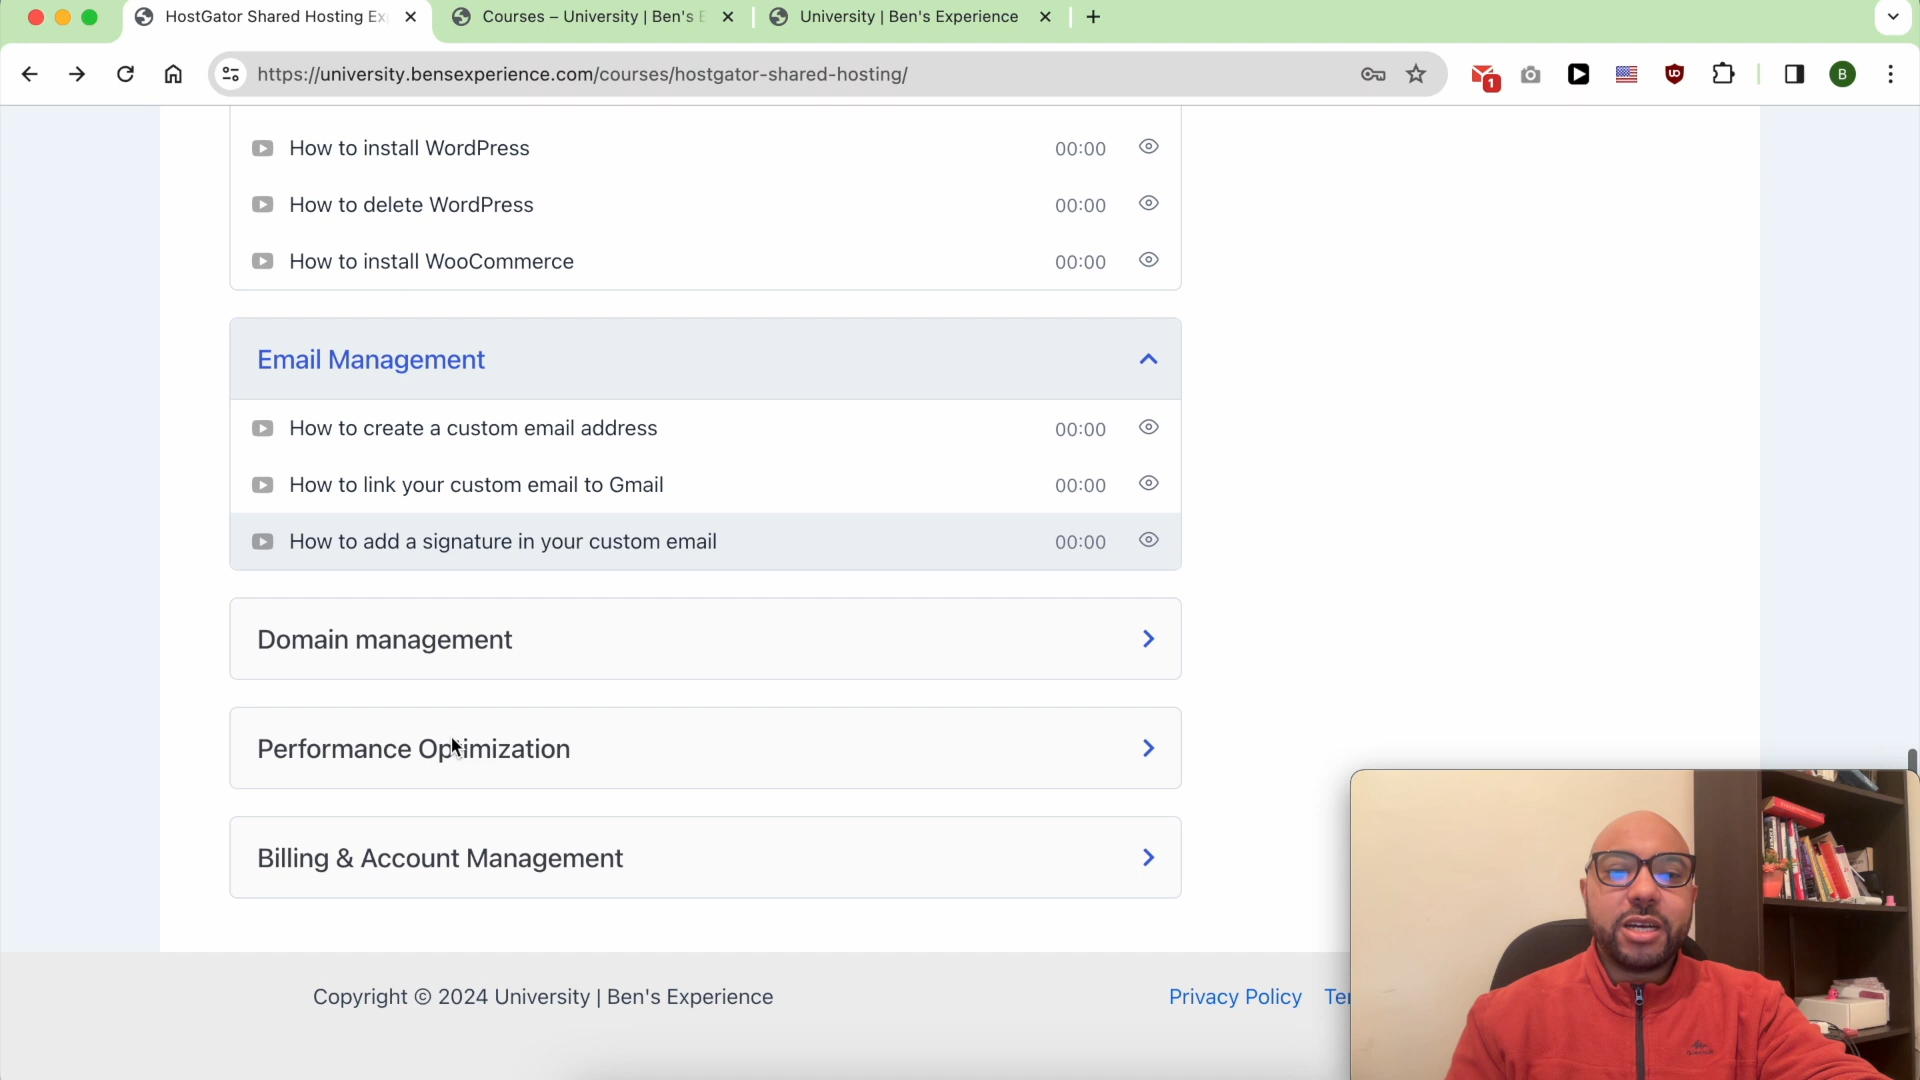 HostGator Shared Hosting Ex
Courses – University | Ben's E
University | Ben's Experience
https://university.bensexperience.com/courses/hostgator-shared-hosting/
1
B
How to install WordPress 00:00
How to delete WordPress 00:00
How to install WooCommerce 00:00
Email Management
How to create a custom email address 00:00
How to link your custom email to Gmail 00:00
How to add a signature in your custom email 00:00
Domain management
Performance Optimization
Billing & Account Management
Copyright © 2024 University | Ben's Experience
Privacy Policy Ter